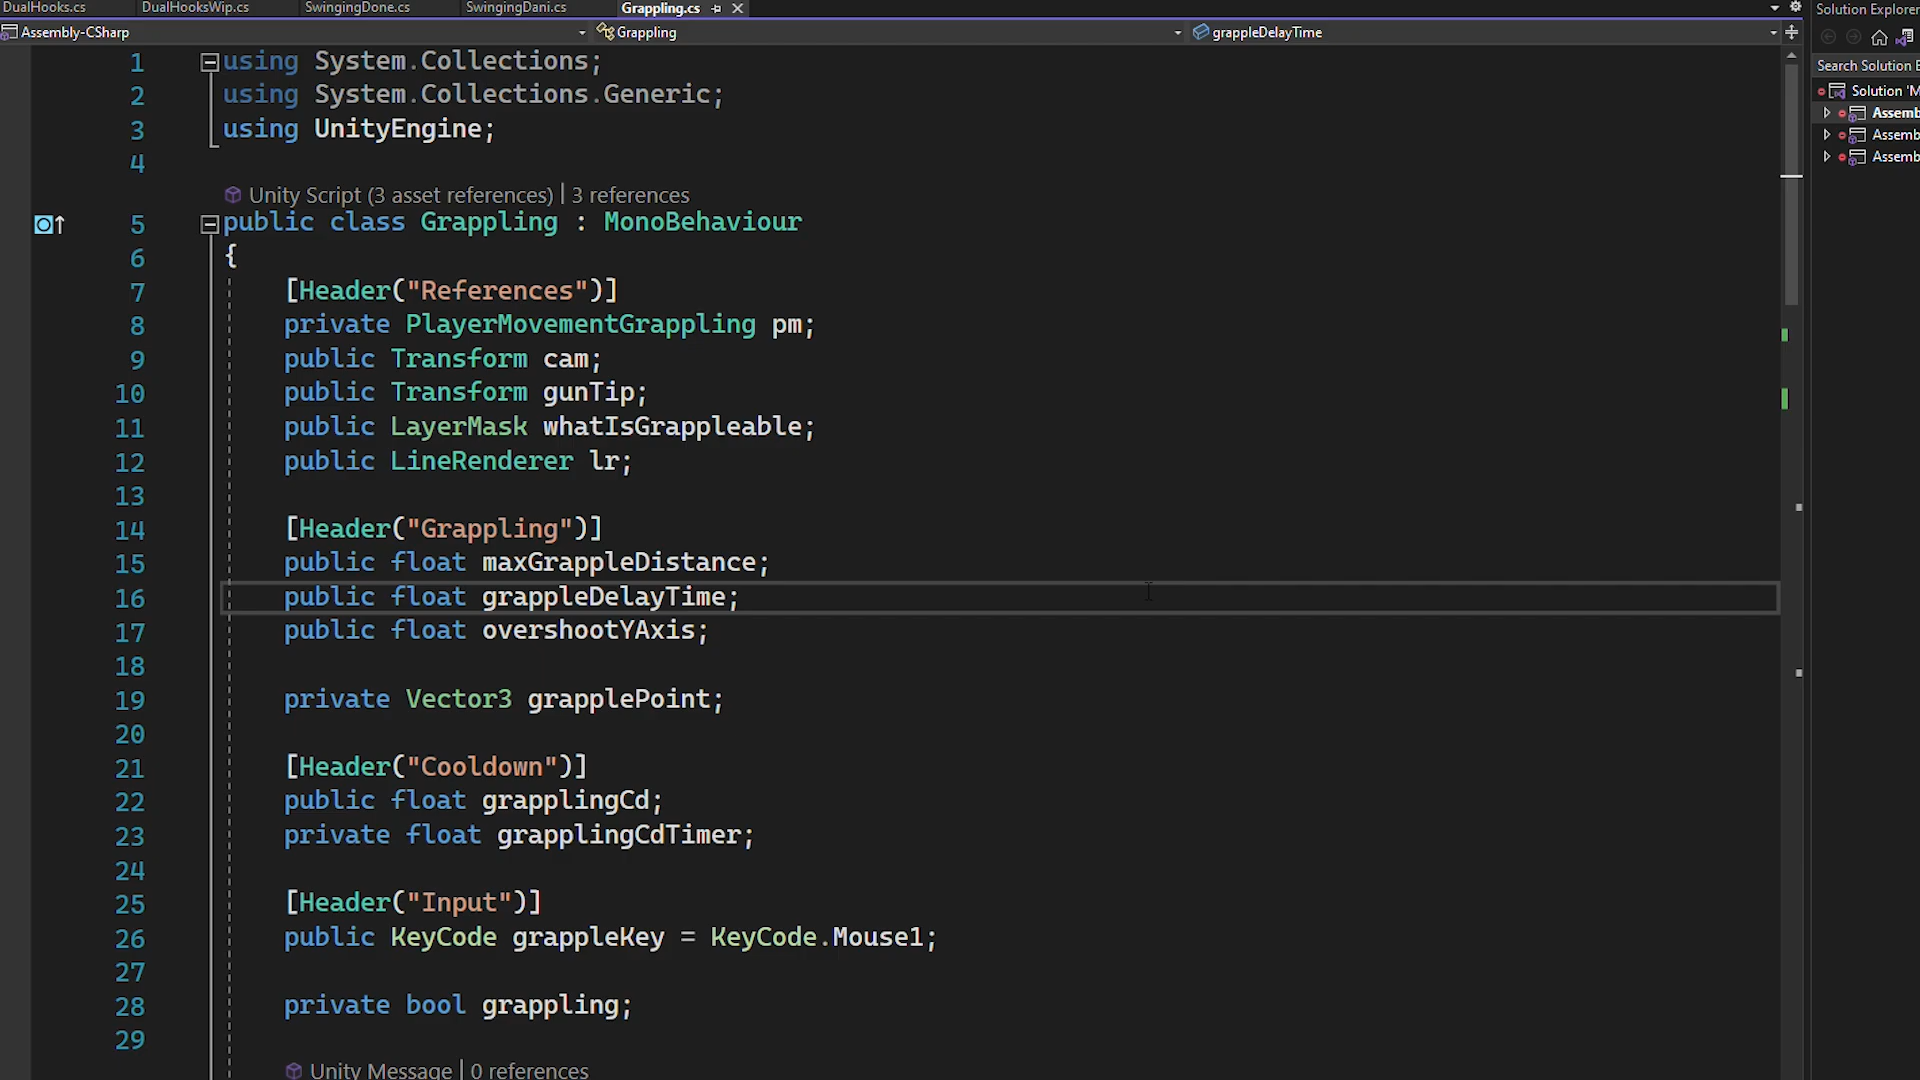 DualHooks.cs DualHooksWip.cs SwingingDone.cs SwingingDani.cs Grappling.cs
Solution Explorer
Assembly-CSharp Grappling grappleDelayTime
Search Solution E
Solution 'M
Assemb
Assemb
Assemb
1 using System.Collections;
2 using System.Collections.Generic;
3 using UnityEngine;
4
Unity Script (3 asset references) | 3 references
5 public class Grappling : MonoBehaviour
6 {
7 [Header("References")]
8 private PlayerMovementGrappling pm;
9 public Transform cam;
10 public Transform gunTip;
11 public LayerMask whatIsGrappleable;
12 public LineRenderer lr;
13
14 [Header("Grappling")]
15 public float maxGrappleDistance;
16 public float grappleDelayTime;
17 public float overshootYAxis;
18
19 private Vector3 grapplePoint;
20
21 [Header("Cooldown")]
22 public float grapplingCd;
23 private float grapplingCdTimer;
24
25 [Header("Input")]
26 public KeyCode grappleKey = KeyCode.Mouse1;
27
28 private bool grappling;
29
Unity Message | 0 references